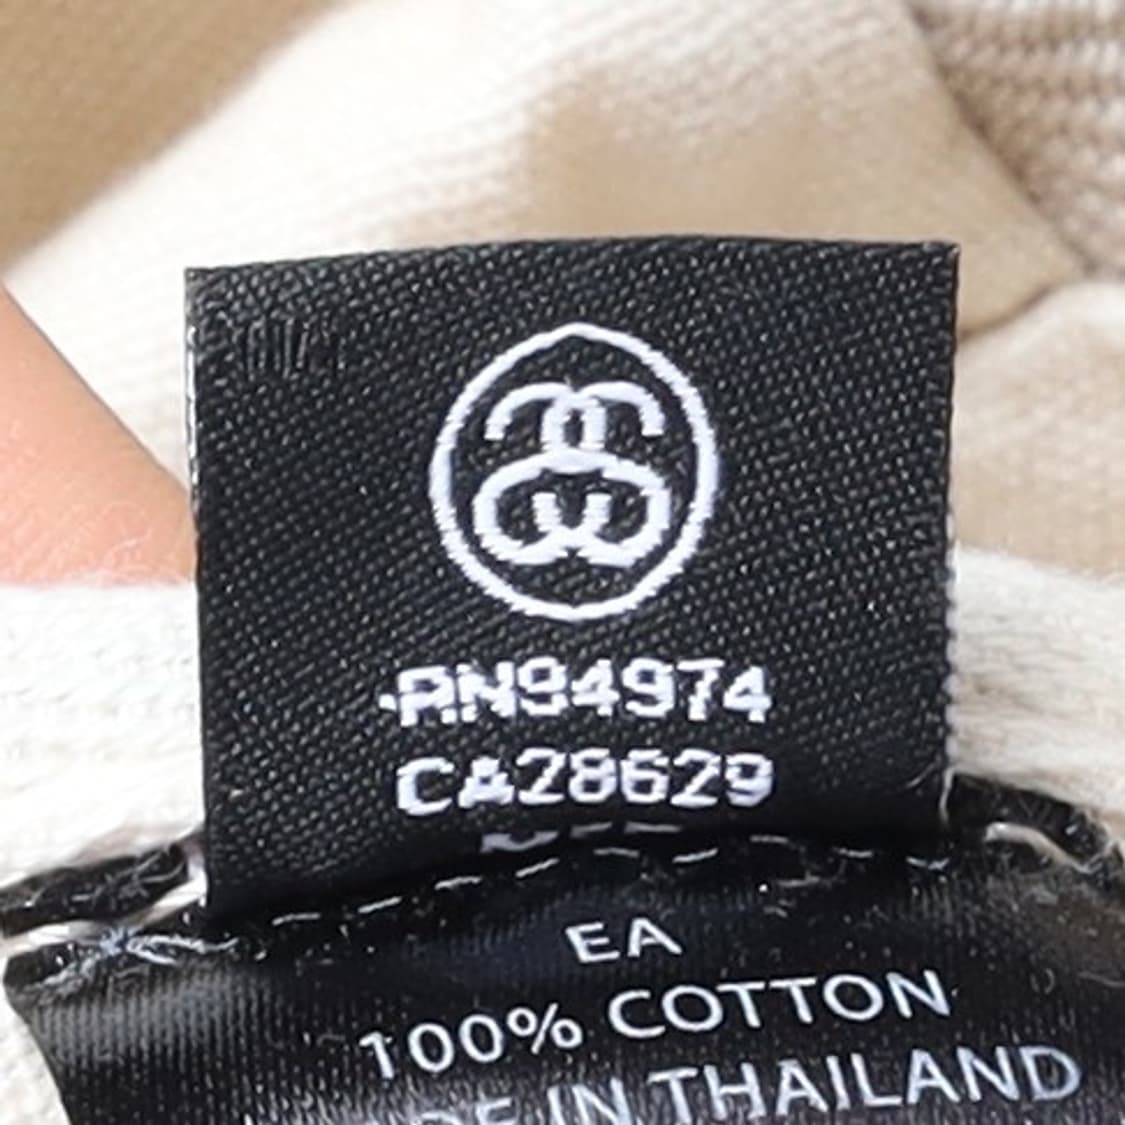 RN94974
CA28629
EA
100% COTTON
IN THAILAND